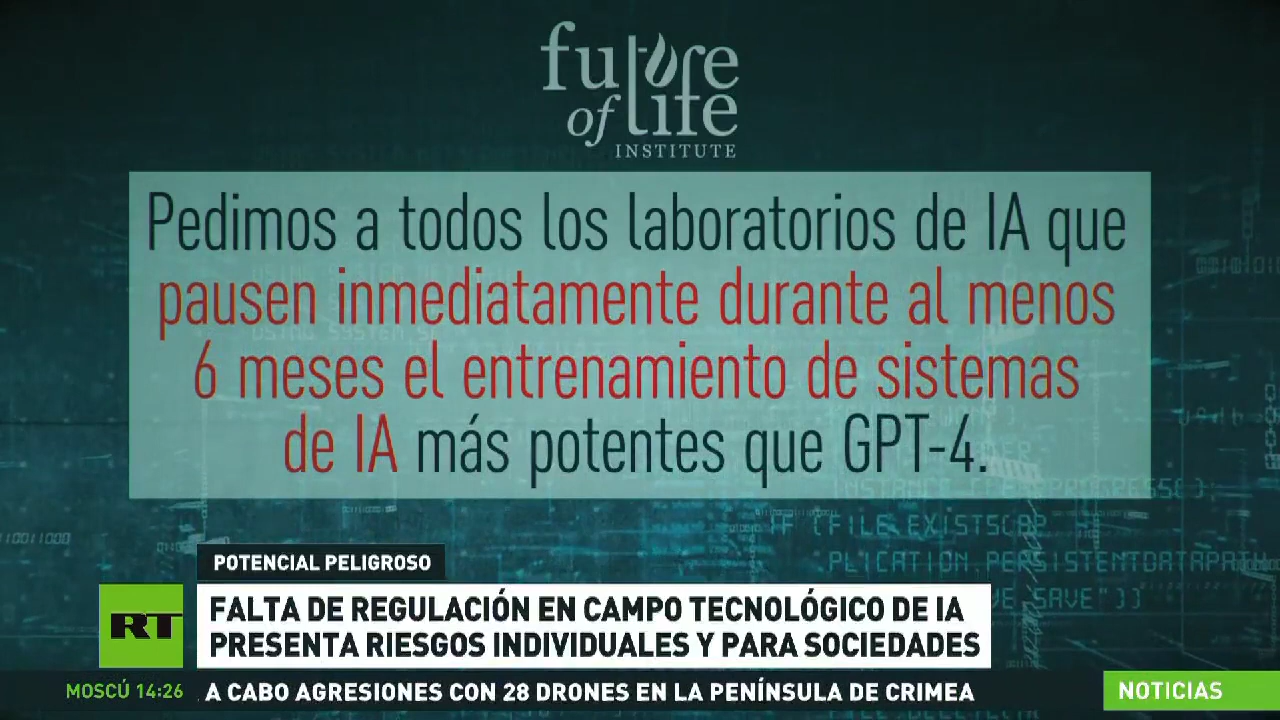 future
of life
INSTITUTE
Pedimos a todos los laboratorios de IA que
pausen inmediatamente durante al menos
6 meses el entrenamiento de sistemas
de IA más potentes que GPT-4.
POTENCIAL PELIGROSO
RT
FALTA DE REGULACIÓN EN CAMPO TECNOLÓGICO DE IA
PRESENTA RIESGOS INDIVIDUALES Y PARA SOCIEDADES
MOSCÚ 14:26 A CABO AGRESIONES CON 28 DRONES EN LA PENÍNSULA DE CRIMEA
NOTICIAS